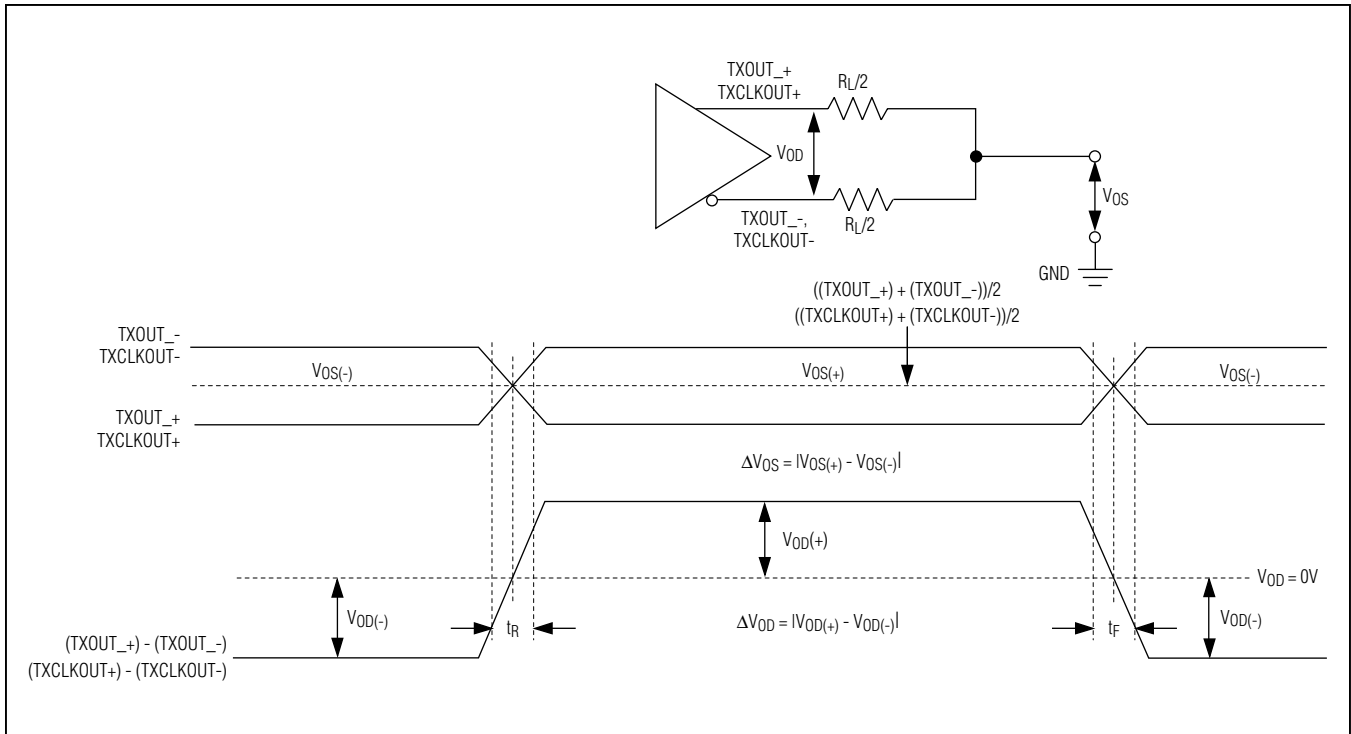 TXOUT_+
TXCLKOUT+
RL/2
VOD
VOS
TXOUT_-,
TXCLKOUT-
RL/2
GND
((TXOUT_+) + (TXOUT_-))/2
((TXCLKOUT+) + (TXCLKOUT-))/2
TXOUT_-
TXCLKOUT-
VOS(-)
VOS(+)
VOS(-)
TXOUT_+
TXCLKOUT+
ΔVOS = |VOS(+) - VOS(-)|
VOD(+)
VOD = 0V
VOD(-)
tR
ΔVOD = |VOD(+) - VOD(-)|
tF
VOD(-)
(TXOUT_+) - (TXOUT_-)
(TXCLKOUT+) - (TXCLKOUT-)